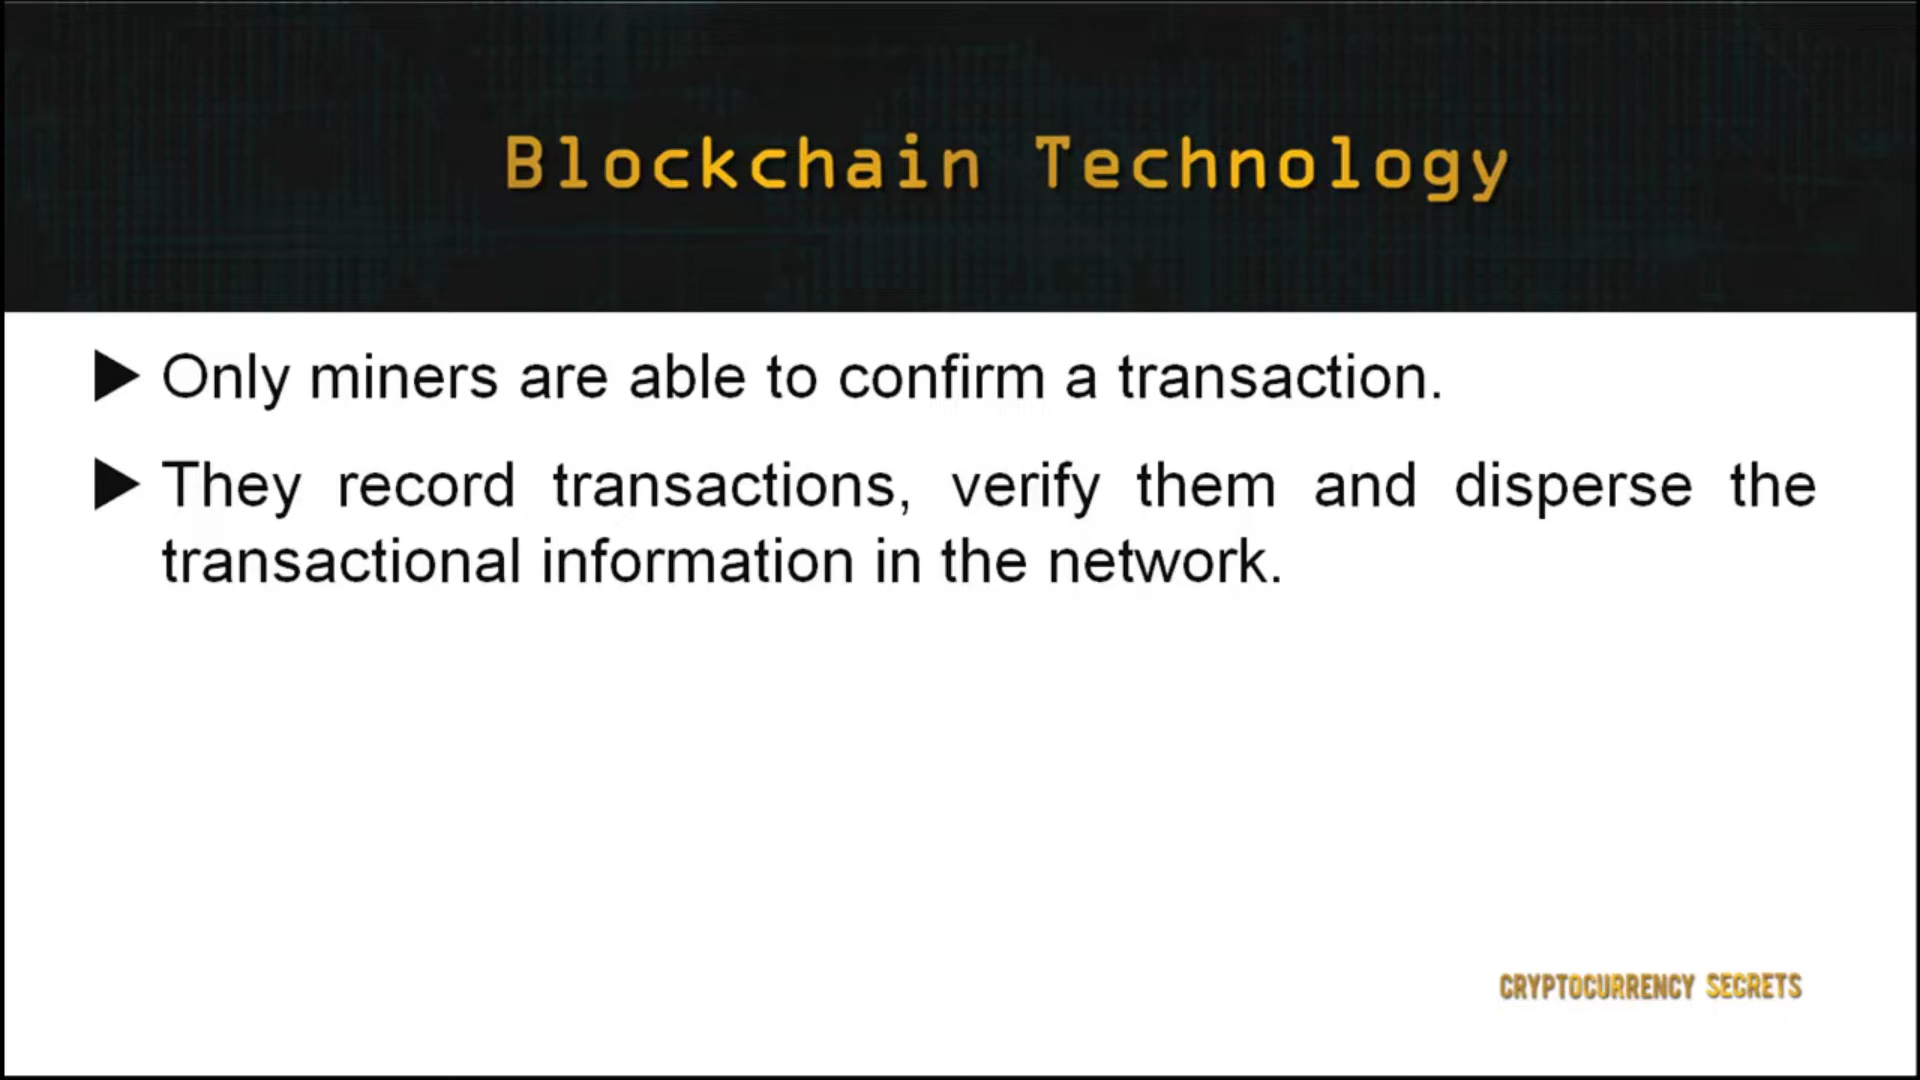 Blockchain Technology
Only miners are able to confirm a transaction.
They record transactions, verify them and disperse the
transactional information in the network.
CRYPTOCURRENCY SECRETS